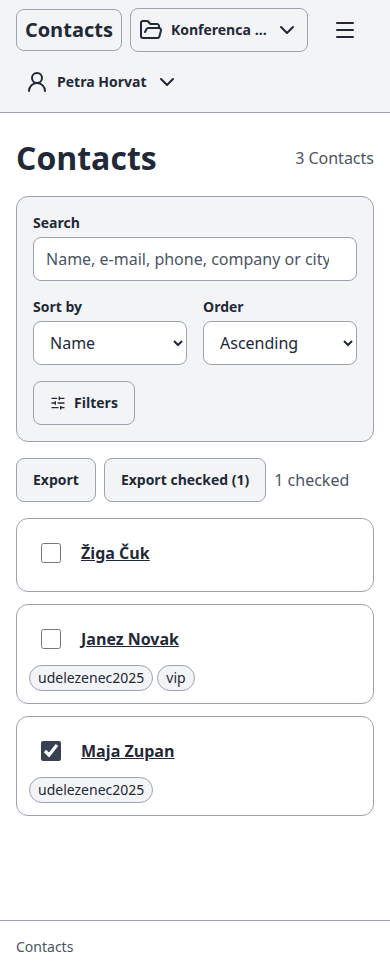 Contacts
Konferenca ...
Petra Horvat
Contacts
3 Contacts
Search
Name, e-mail, phone, company or city
Sort by
Order
Name
Ascending
Filters
Export
Export checked (1)
1 checked
Žiga Čuk
Janez Novak
udelezenec2025
vip
Maja Zupan
udelezenec2025
Contacts